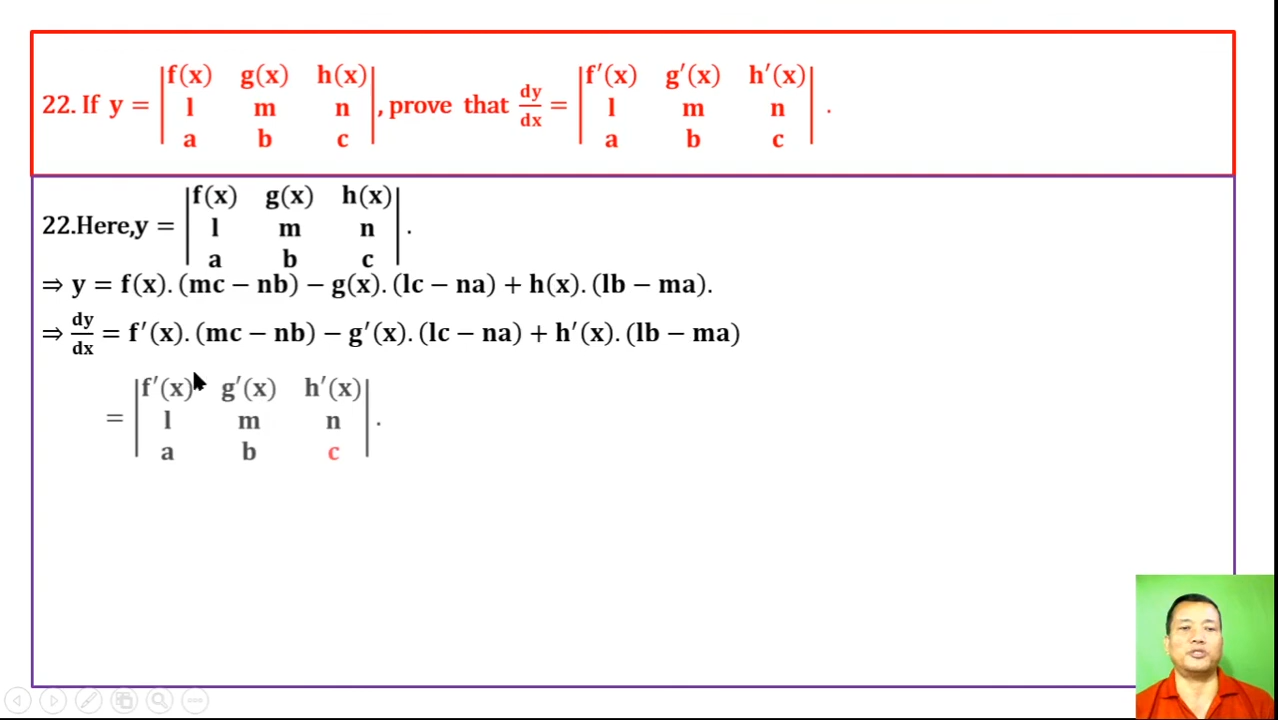 22. If y = |f(x) g(x) h(x)|, prove that dy/dx = |f′(x) g′(x) h′(x)| .
l m n l m n
a b c a b c
22.Here,y = |f(x) g(x) h(x)| .
l m n
a b c
⇒ y = f(x). (mc − nb) − g(x). (lc − na) + h(x). (lb − ma).
⇒ dy/dx = f′(x). (mc − nb) − g′(x). (lc − na) + h′(x). (lb − ma)
= |f′(x) g′(x) h′(x)| .
l m n
a b c